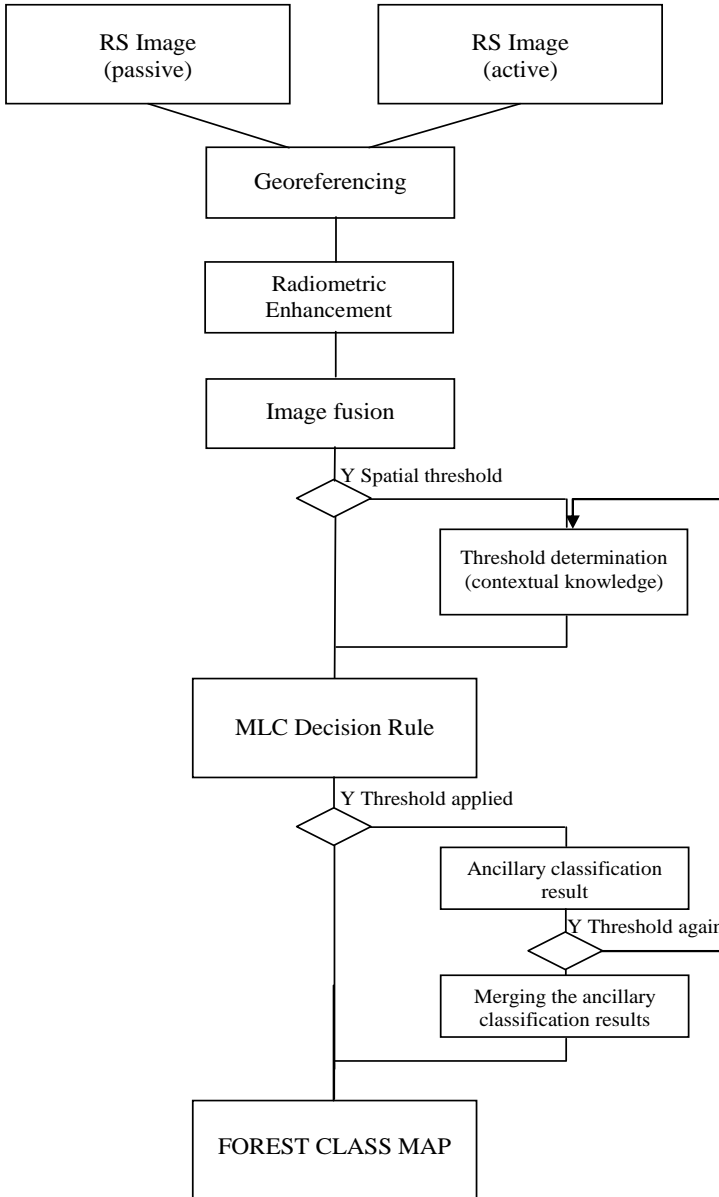 RS Image
(passive)
RS Image
(active)
Georeferencing
Radiometric
Enhancement
Image fusion
Y Spatial threshold
Threshold determination
(contextual knowledge)
MLC Decision Rule
Y Threshold applied
Ancillary classification
result
Y Threshold again
Merging the ancillary
classification results
FOREST CLASS MAP